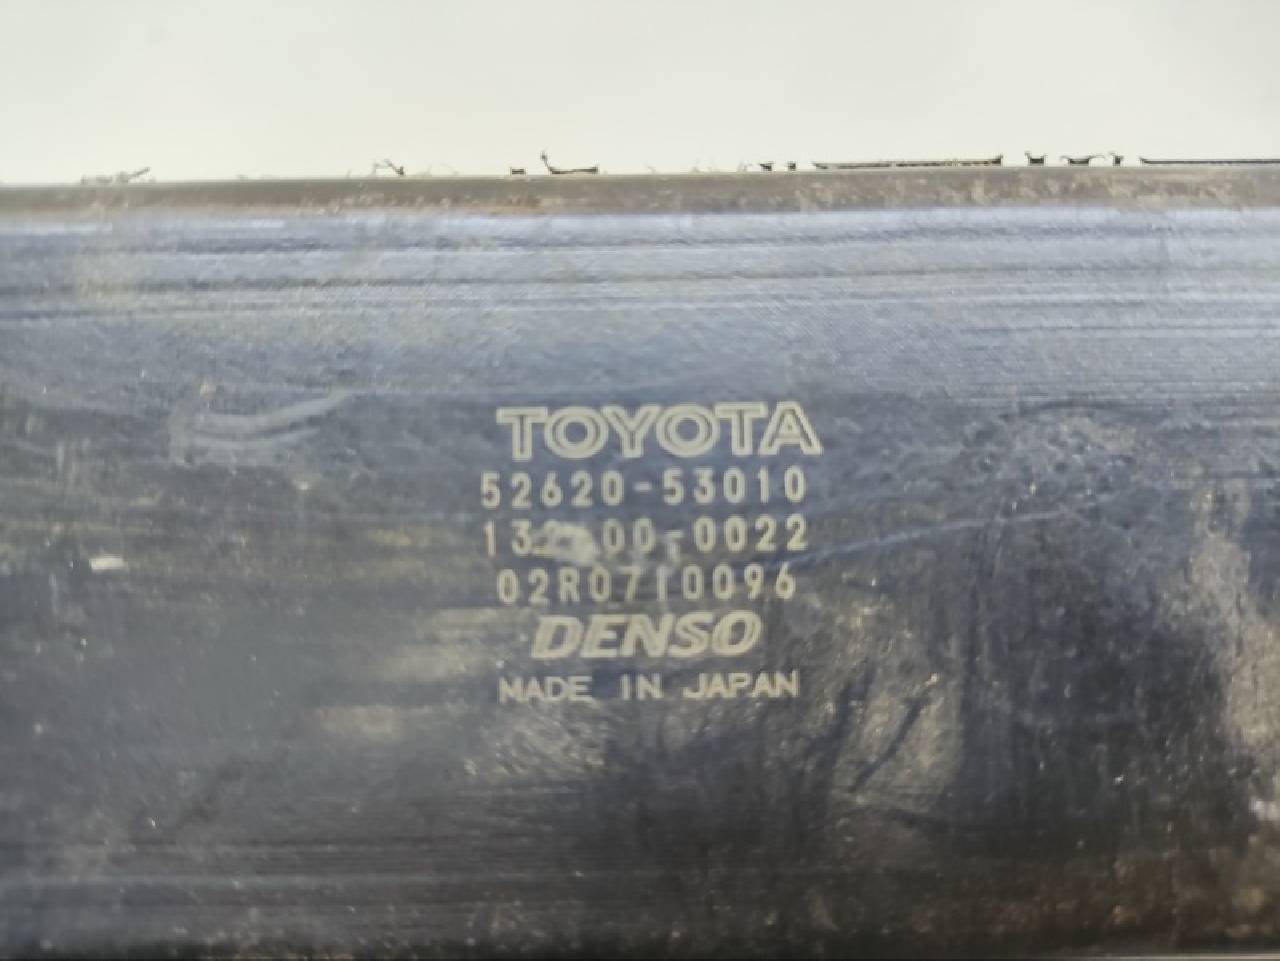 TOYOTA
52620-53010
02R0710096
DENSO
MADE IN JAPAN